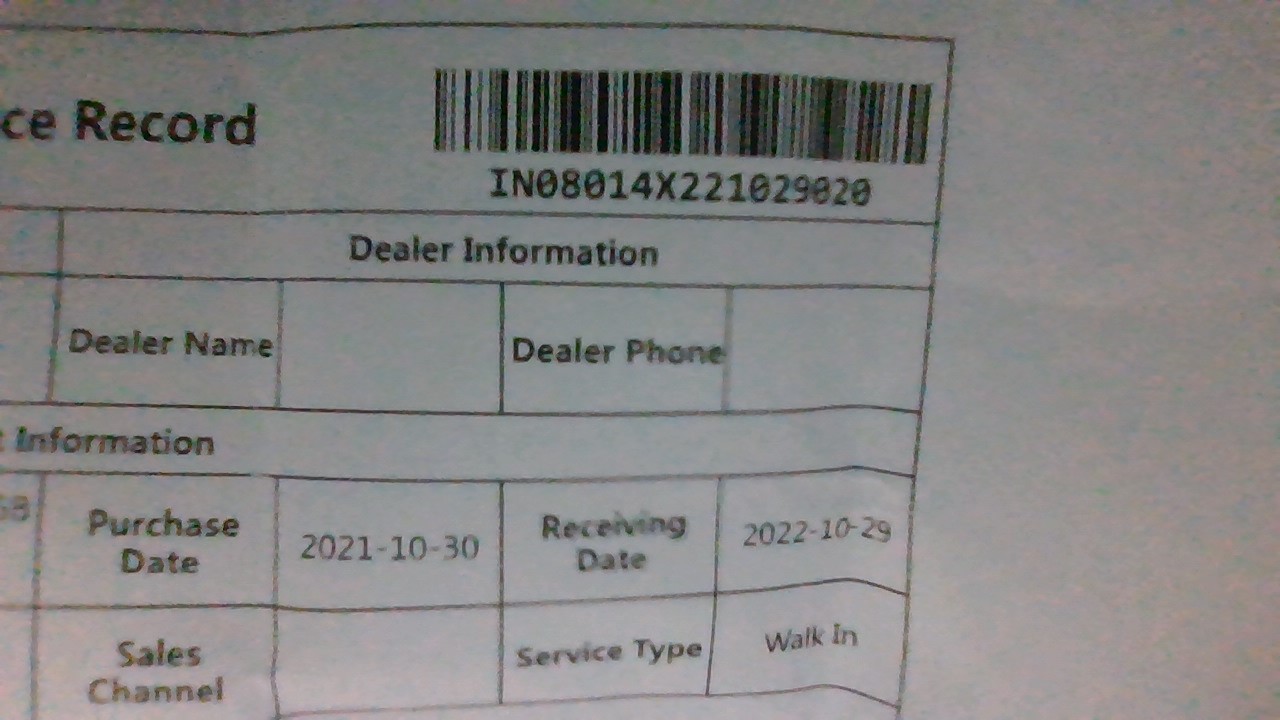 ce Record
IN08014X221029020
Dealer Information
Dealer Name
Dealer Phone
Information
Purchase
Date
2021-10-30
Receiving
Date
2022-10-29
Sales
Channel
Service Type
Walk In